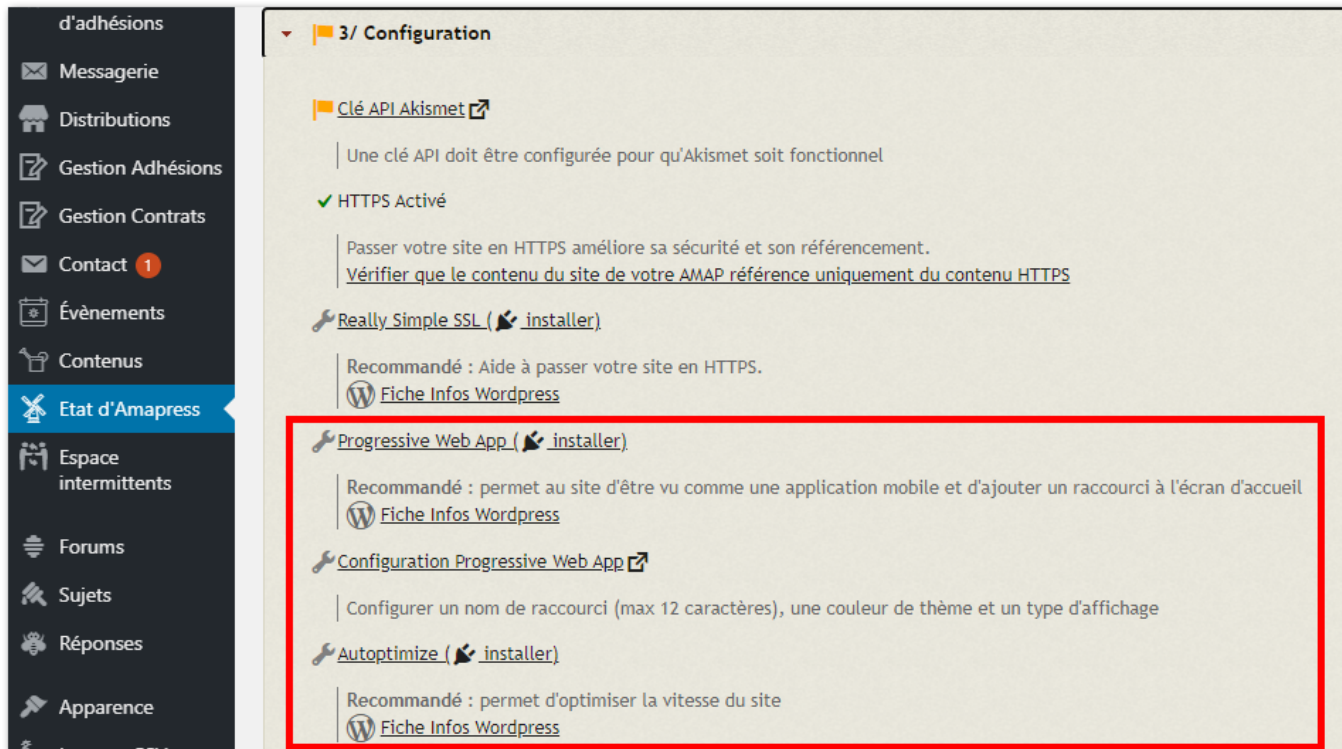 d'adhésions
Messagerie
Distributions
Gestion Adhésions
Gestion Contrats
Contact 1
Évènements
Contenus
Etat d'Amapress
Espace
intermittents
Forums
Sujets
Réponses
Apparence
3/ Configuration
Clé API Akismet
Une clé API doit être configurée pour qu'Akismet soit fonctionnel
HTTPS Activé
Passer votre site en HTTPS améliore sa sécurité et son référencement.
Vérifier que le contenu du site de votre AMAP référence uniquement du contenu HTTPS
Really Simple SSL ( installer)
Recommandé : Aide à passer votre site en HTTPS.
Fiche Infos Wordpress
Progressive Web App ( installer)
Recommandé : permet au site d'être vu comme une application mobile et d'ajouter un raccourci à l'écran d'accueil
Fiche Infos Wordpress
Configuration Progressive Web App
Configurer un nom de raccourci (max 12 caractères), une couleur de thème et un type d'affichage
Autoptimize ( installer)
Recommandé : permet d'optimiser la vitesse du site
Fiche Infos Wordpress